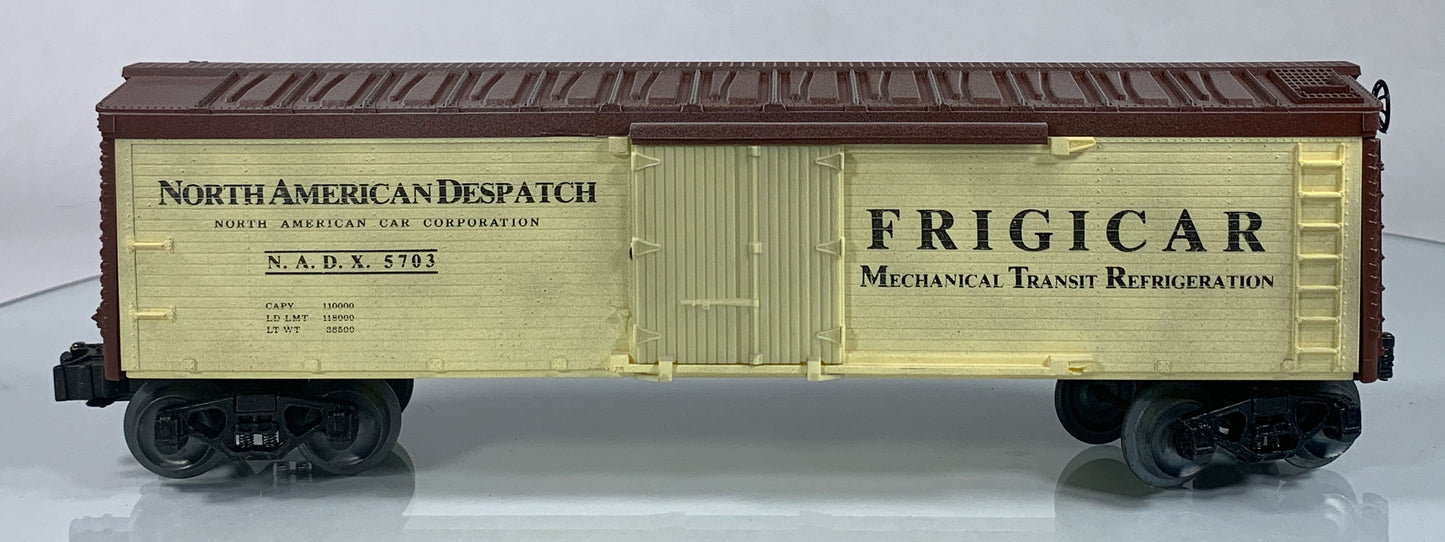 NORTH AMERICAN DESPATCH
NORTH AMERICAN CAR CORPORATION
N. A. D. X. 5703
CAPY 110000
LD LMT 118000
LT WT 38500
FRIGICAR
MECHANICAL TRANSIT REFRIGERATION